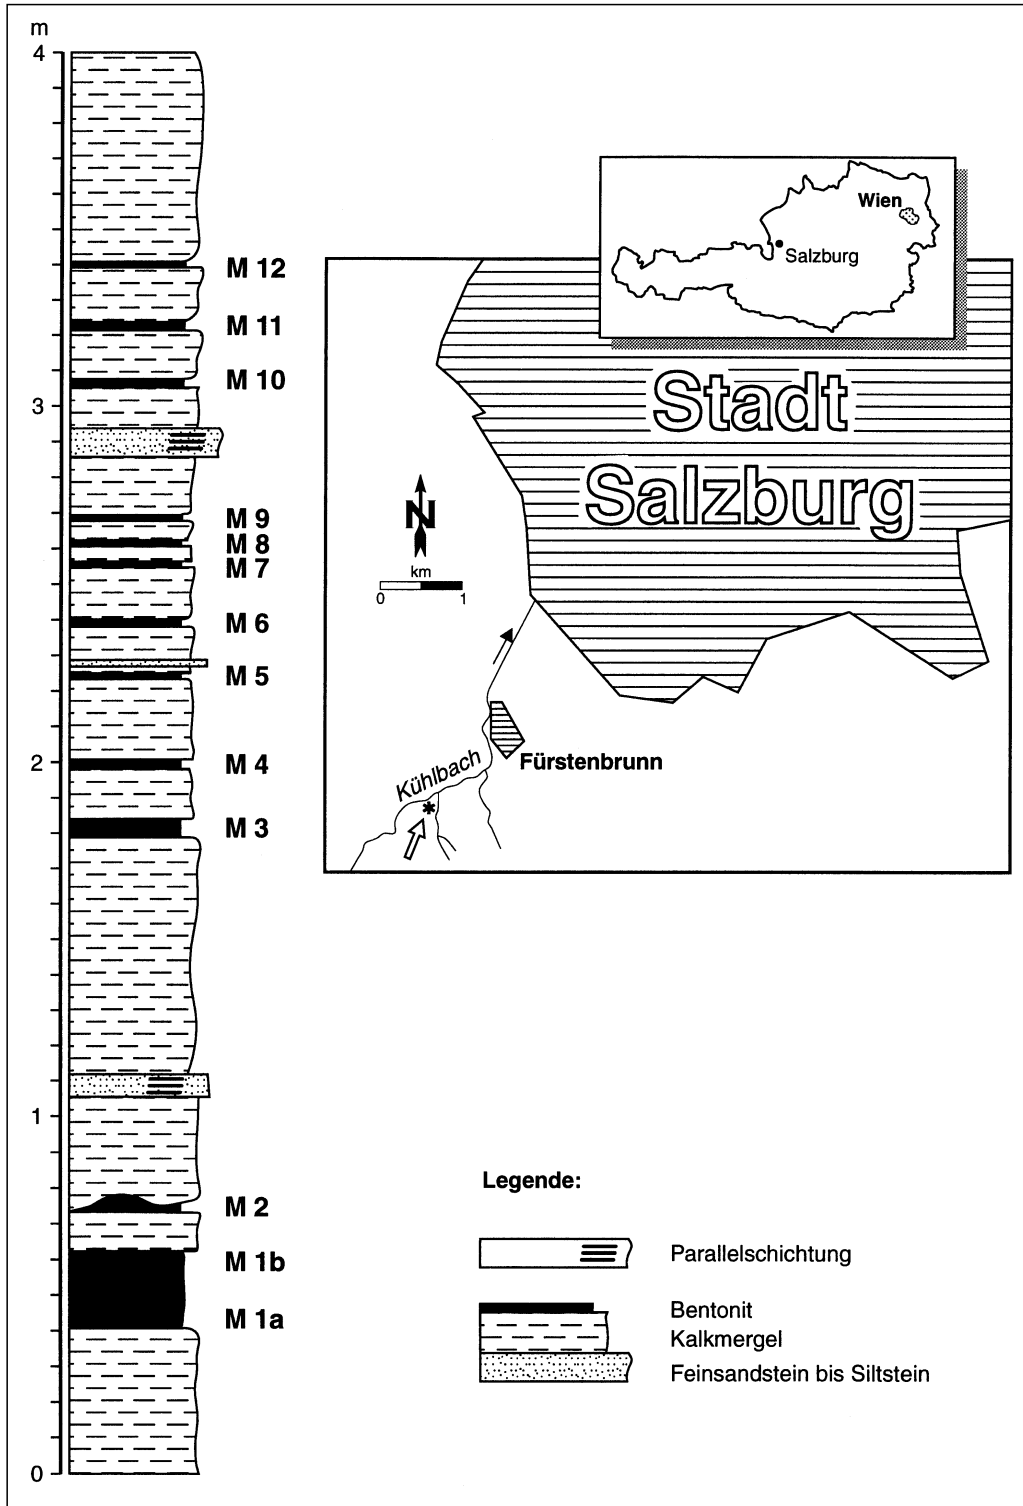 m
4
M 12
M 11
M 10
3
M 9
M 8
M 7
M 6
M 5
M 4
2
M 3
1
M 2
M 1b
M 1a
0
Wien
Salzburg
Stadt
Salzburg
N
km
0 1
Kühlbach
Fürstenbrunn
*
Legende:
Parallelschichtung
Bentonit
Kalkmergel
Feinsandstein bis Siltstein